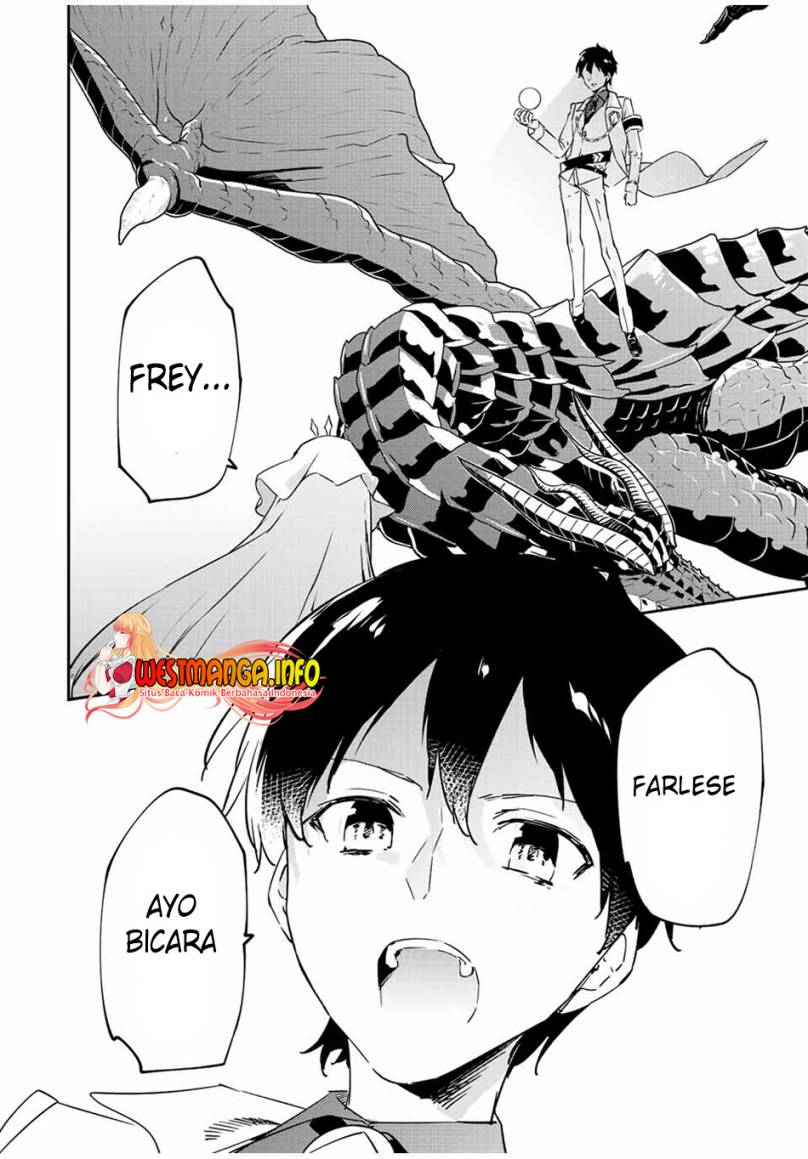 FREY...
FARLESE
AYO
BICARA
WESTMANGA.INFO
Situs Baca Komik Berbahasa Indonesia